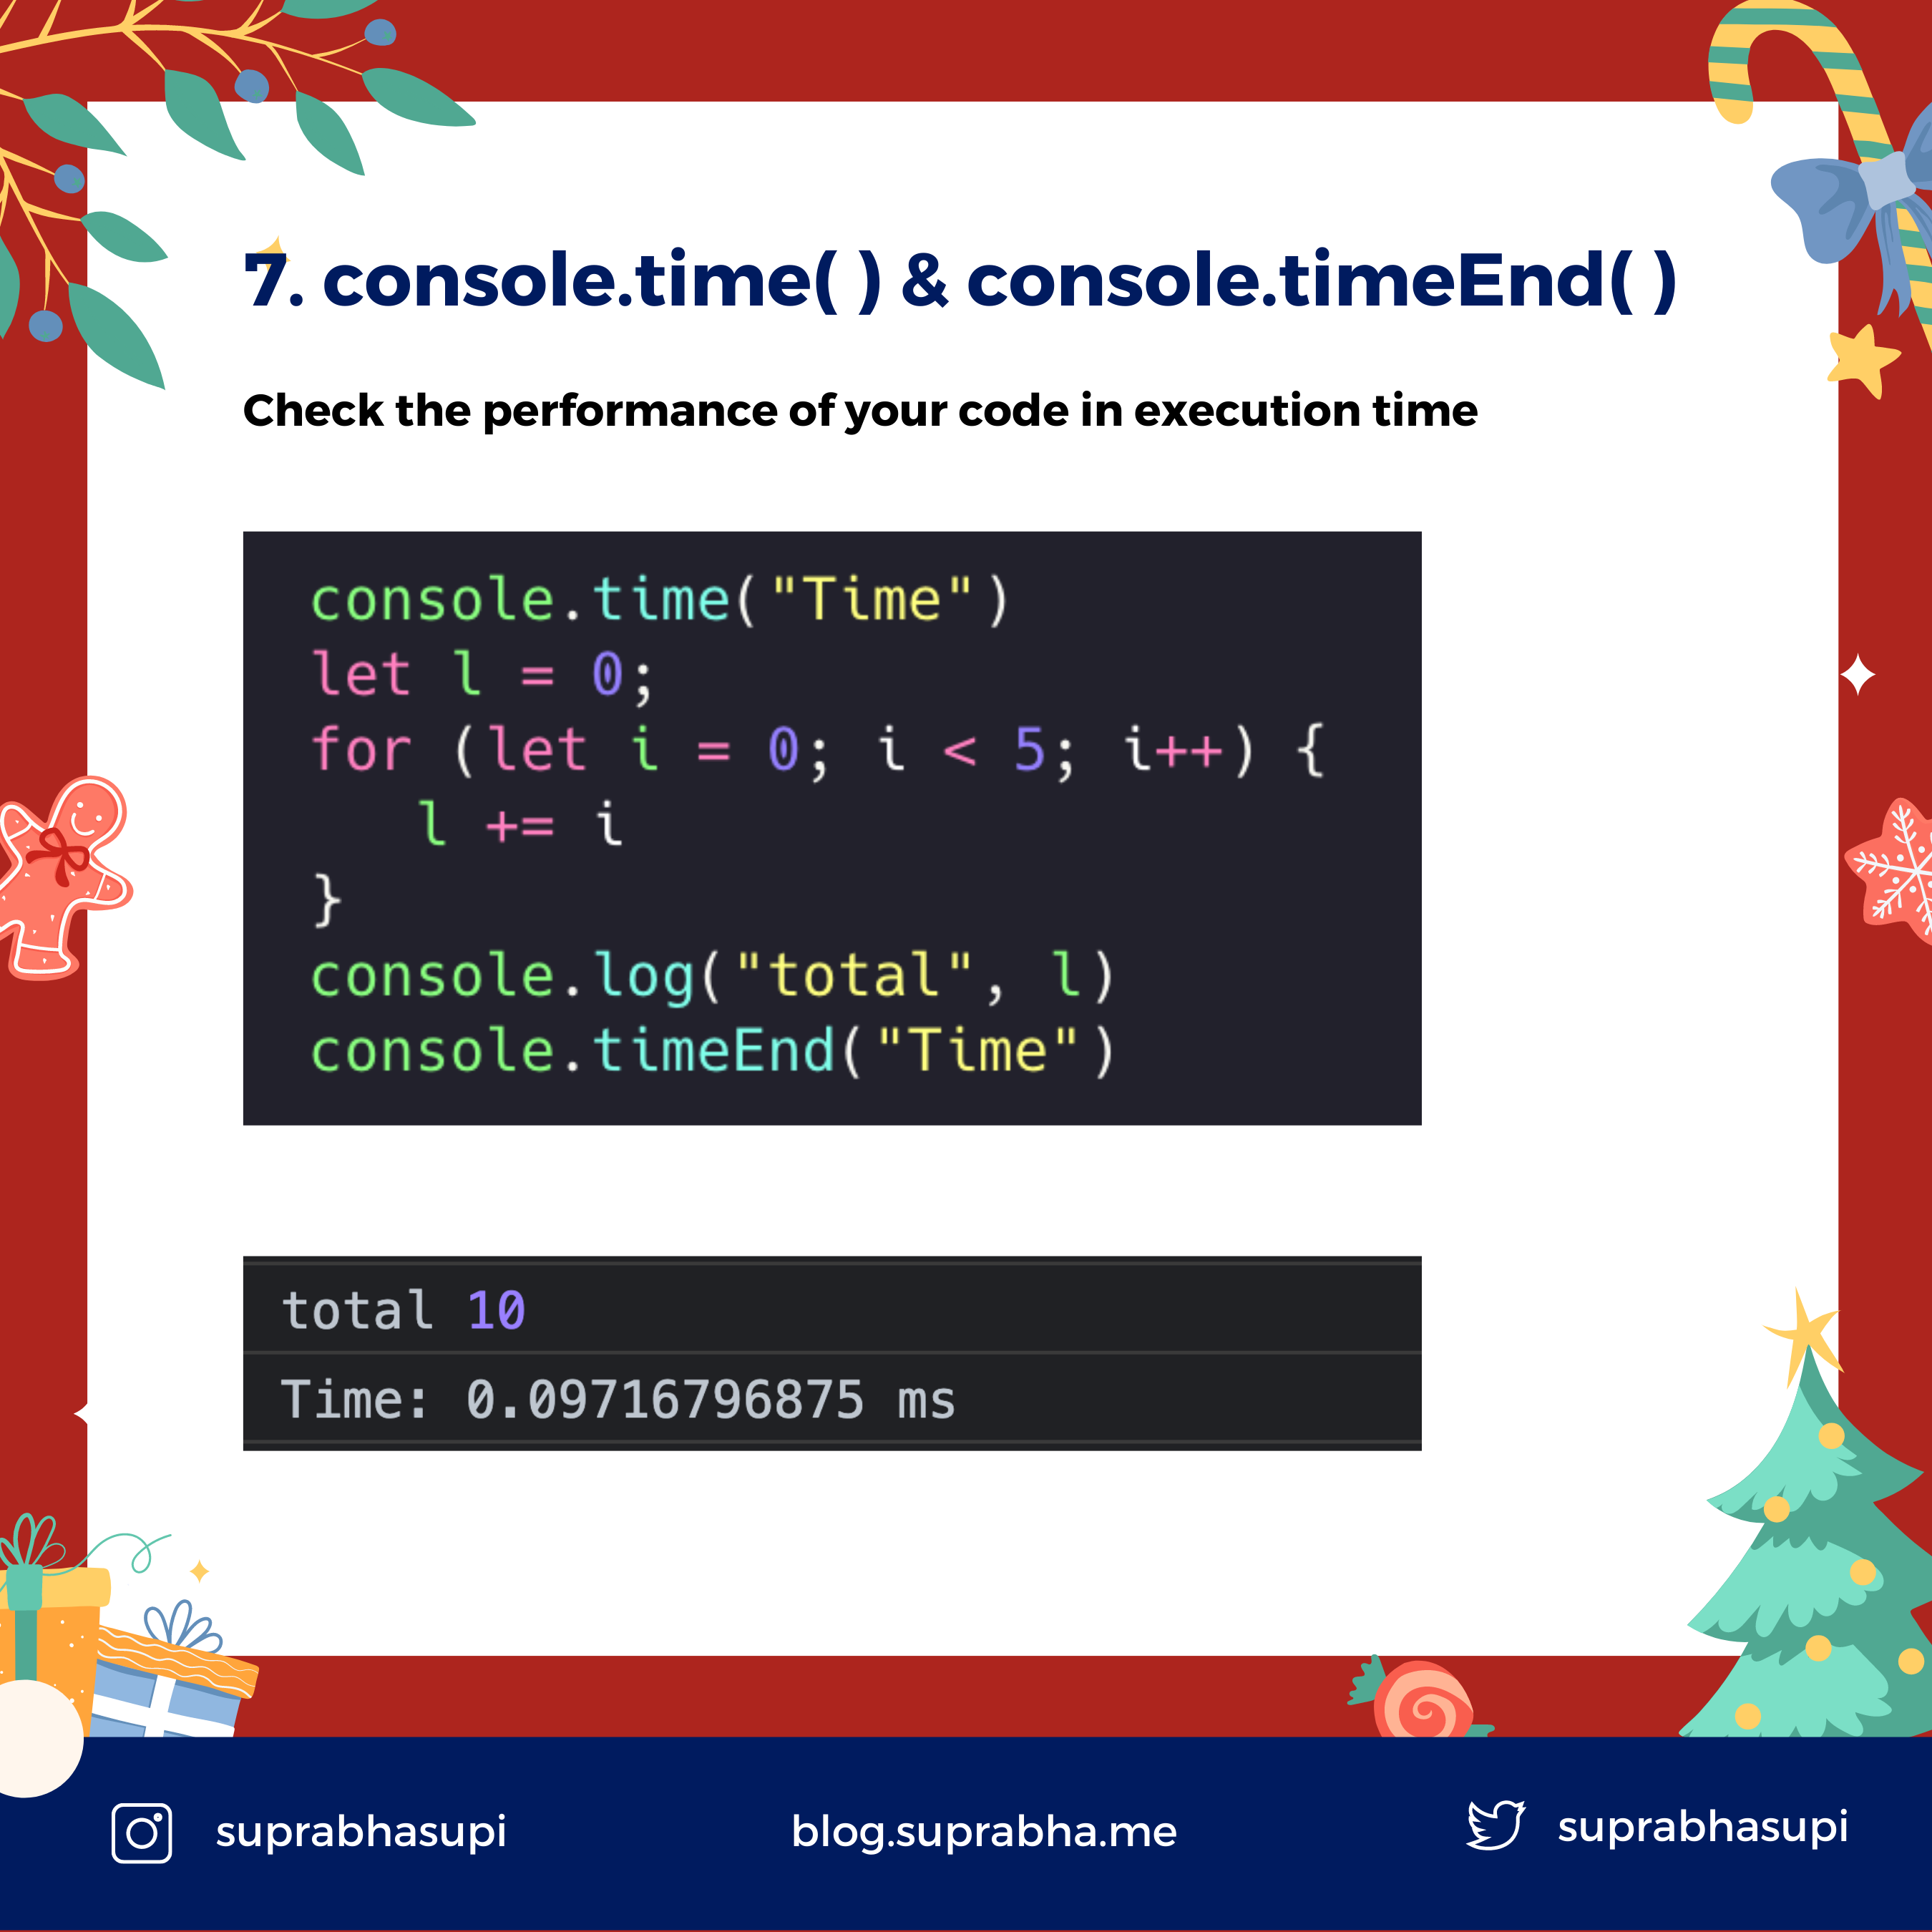 7. console.time( ) & console.timeEnd( )
Check the performance of your code in execution time
console.time("Time")
let l = 0;
for (let i = 0; i < 5; i++) {
    l += i
}
console.log("total", l)
console.timeEnd("Time")
total 10
Time: 0.09716796875 ms
suprabhasupi
blog.suprabha.me
suprabhasupi